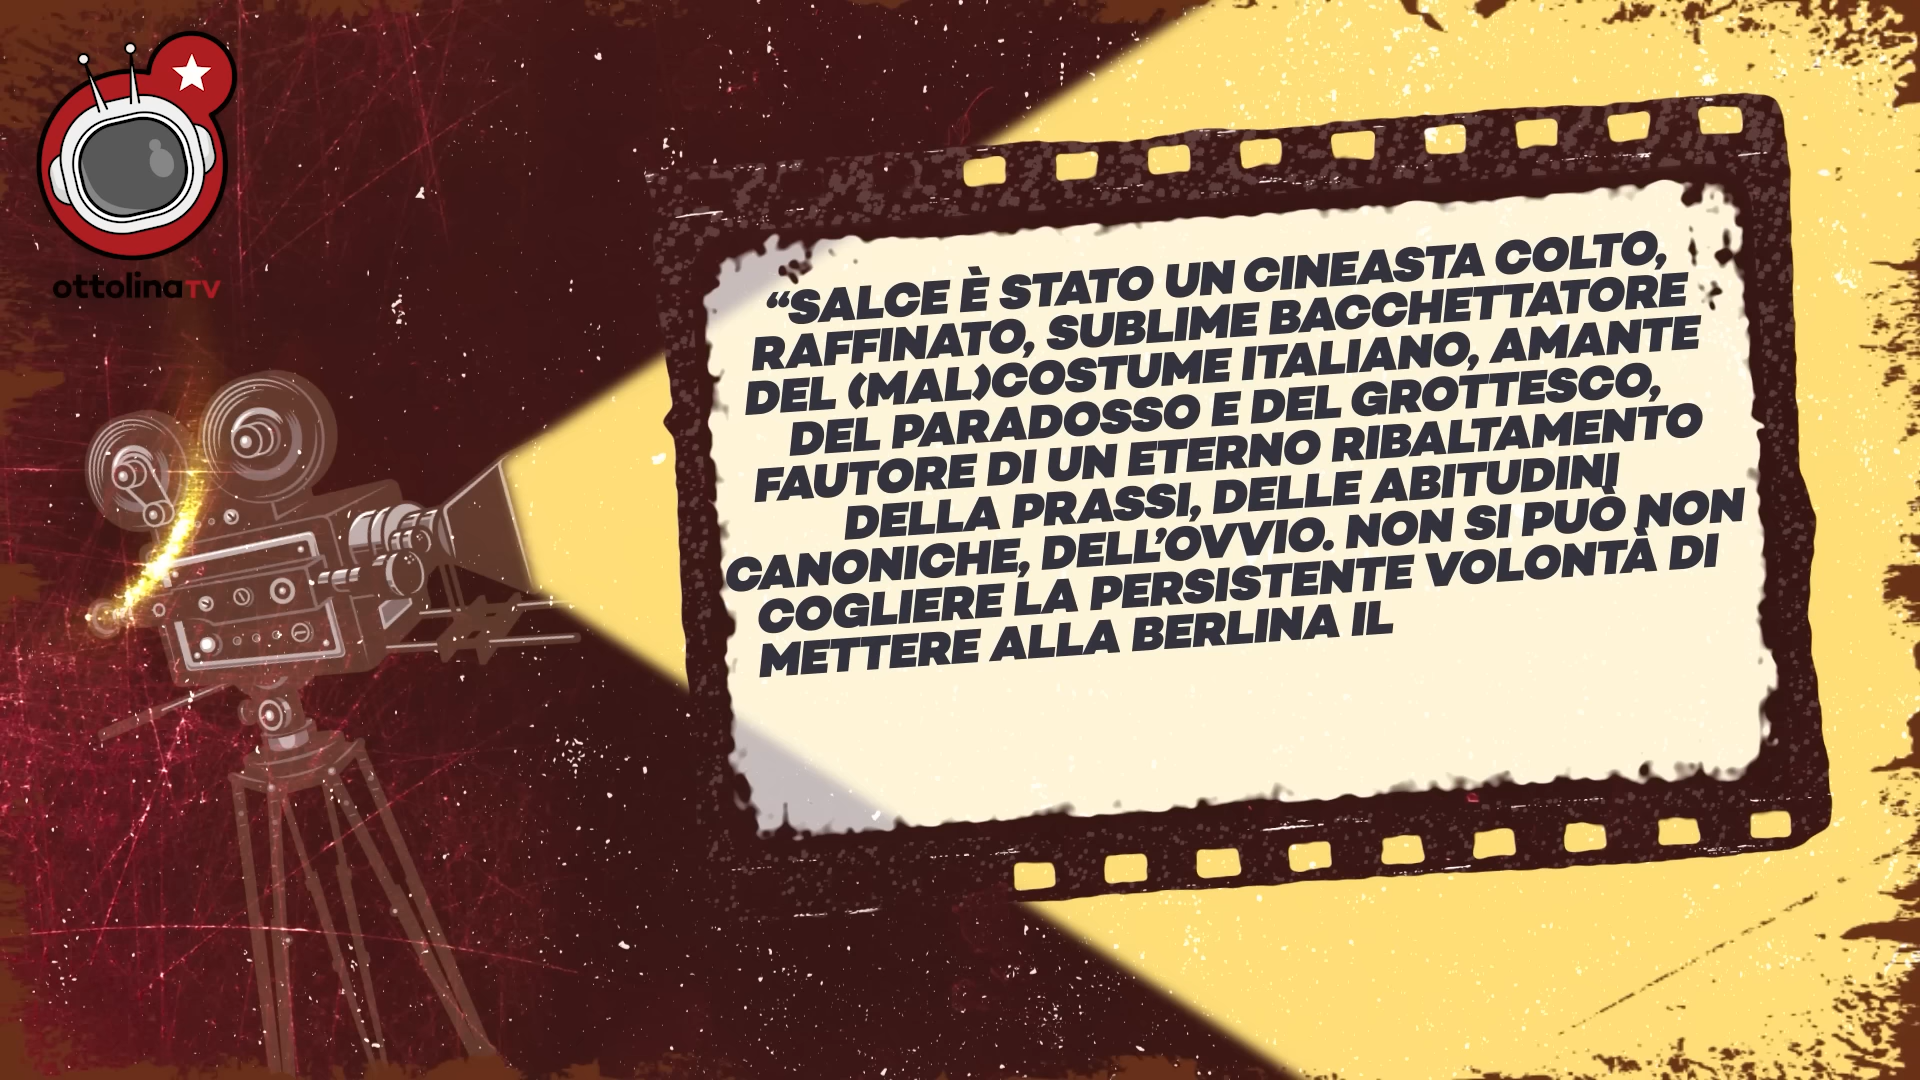 ottolinaTV
“SALCE È STATO UN CINEASTA COLTO,
RAFFINATO, SUBLIME BACCHETTATORE
DEL (MAL)COSTUME ITALIANO, AMANTE
DEL PARADOSSO E DEL GROTTESCO,
FAUTORE DI UN ETERNO RIBALTAMENTO
DELLA PRASSI, DELLE ABITUDINI
CANONICHE, DELL’OVVIO. NON SI PUÒ NON
COGLIERE LA PERSISTENTE VOLONTÀ DI
METTERE ALLA BERLINA IL